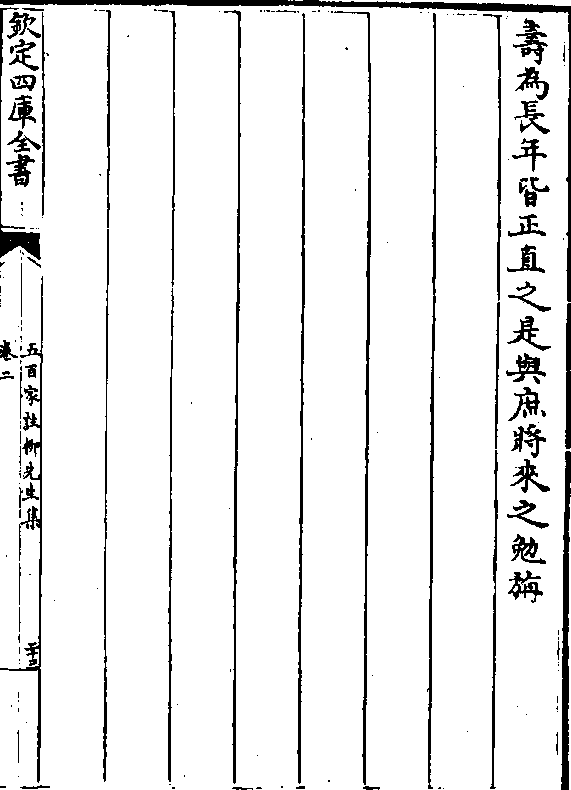 壽為長年皆正直之是與庶將來之勉旃
欽定四庫全書
五百家註柳先生集
卷二